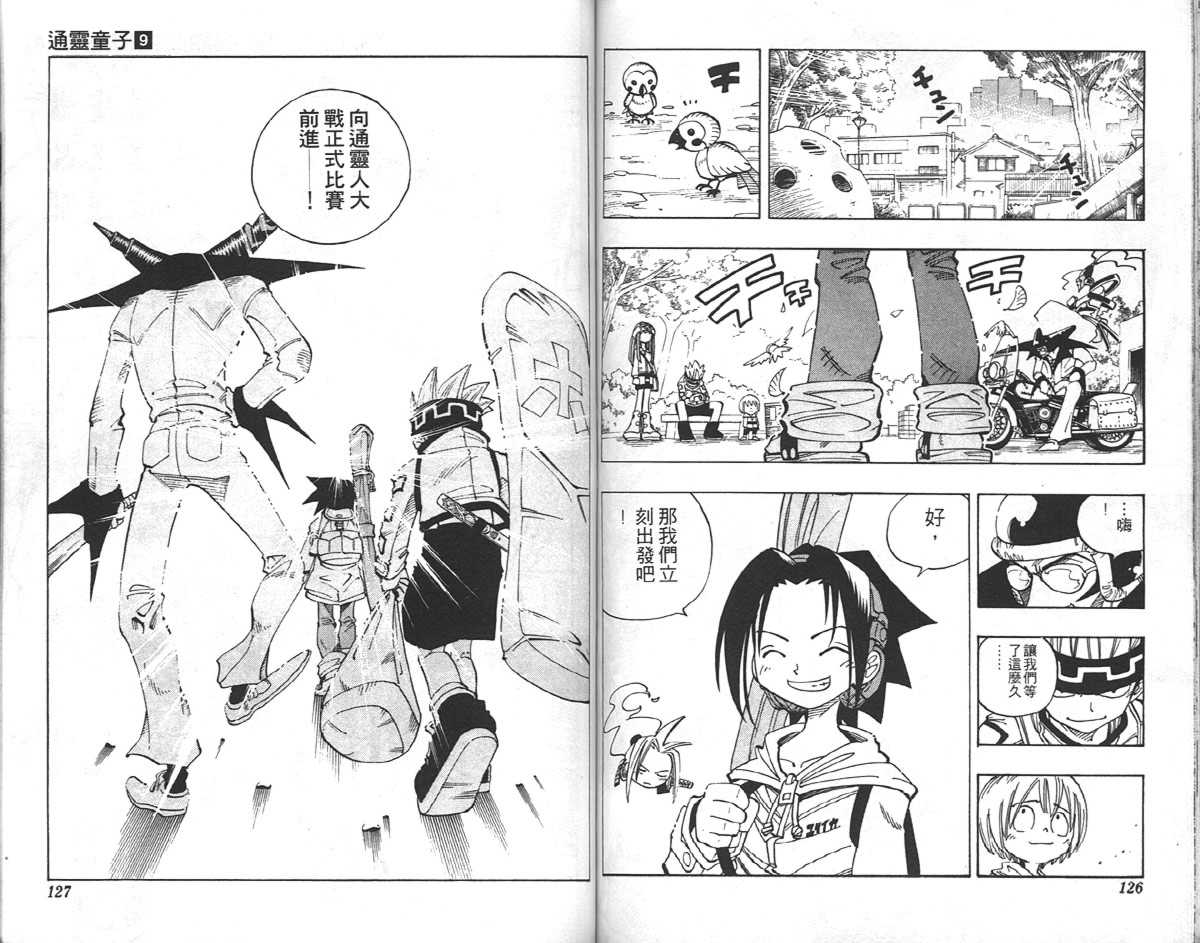 チュン
チュン
チ
チチ
チ
…嗨
！
讓我們等
了這麼久
……
好，
那我們立
刻出發吧
！
126
通靈童子9
向通靈人大
戰正式比賽
前進──！
127